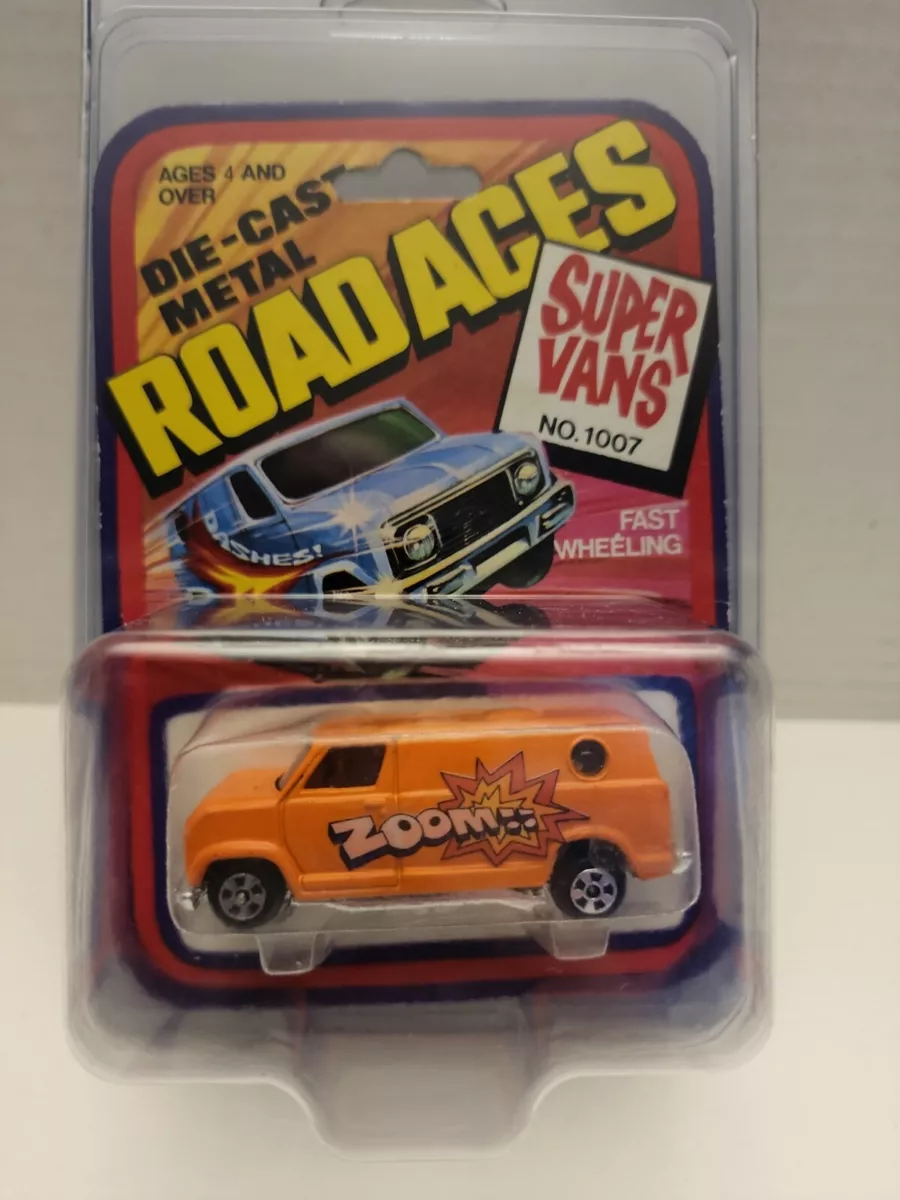 AGES 4 AND
OVER
DIE-CAST
METAL
ROAD ACES
SUPER
VANS
NO. 1007
FAST
WHEELING
ZOOM